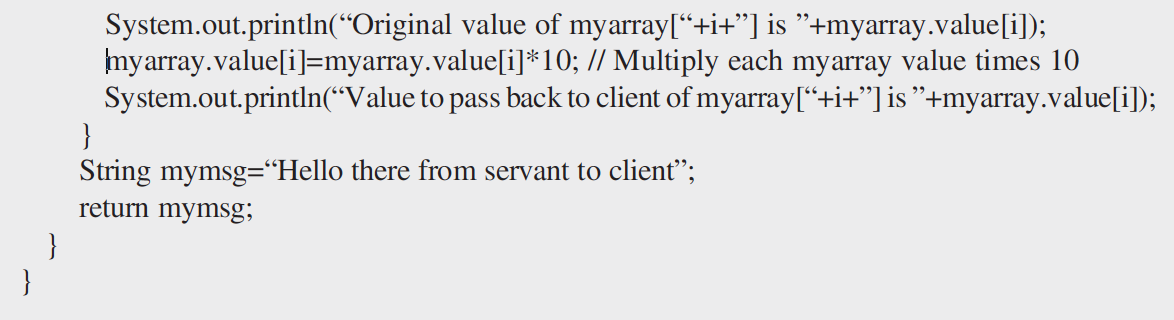 System.out.println(“Original value of myarray[“+i+”] is ”+myarray.value[i]);
myarray.value[i]=myarray.value[i]*10; // Multiply each myarray value times 10
System.out.println(“Value to pass back to client of myarray[“+i+”] is ”+myarray.value[i]);
}
String mymsg=“Hello there from servant to client”;
return mymsg;
}
}